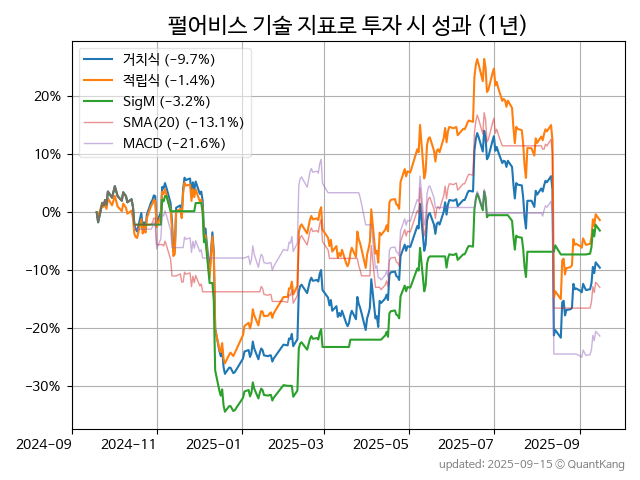 펄어비스 기술 지표로 투자 시 성과 (1년)
거치식 (−9.7%)
적립식 (−1.4%)
SigM (−3.2%)
SMA(20) (−13.1%)
MACD (−21.6%)
20%
10%
0%
−10%
−20%
−30%
2024-09 2024-11 2025-01 2025-03 2025-05 2025-07 2025-09
updated: 2025-09-15 ⓒ QuantKang